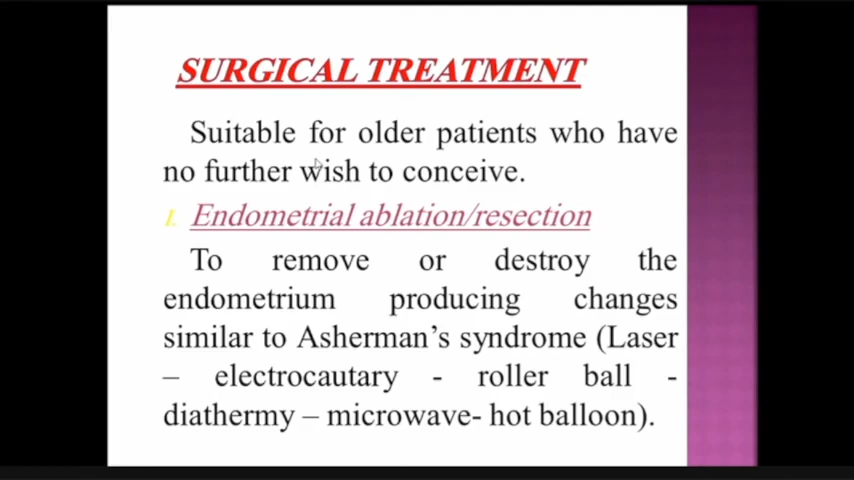 SURGICAL TREATMENT
Suitable for older patients who have
no further wish to conceive.
1. Endometrial ablation/resection
To remove or destroy the
endometrium producing changes
similar to Asherman's syndrome (Laser
– electrocautary - roller ball -
diathermy – microwave- hot balloon).